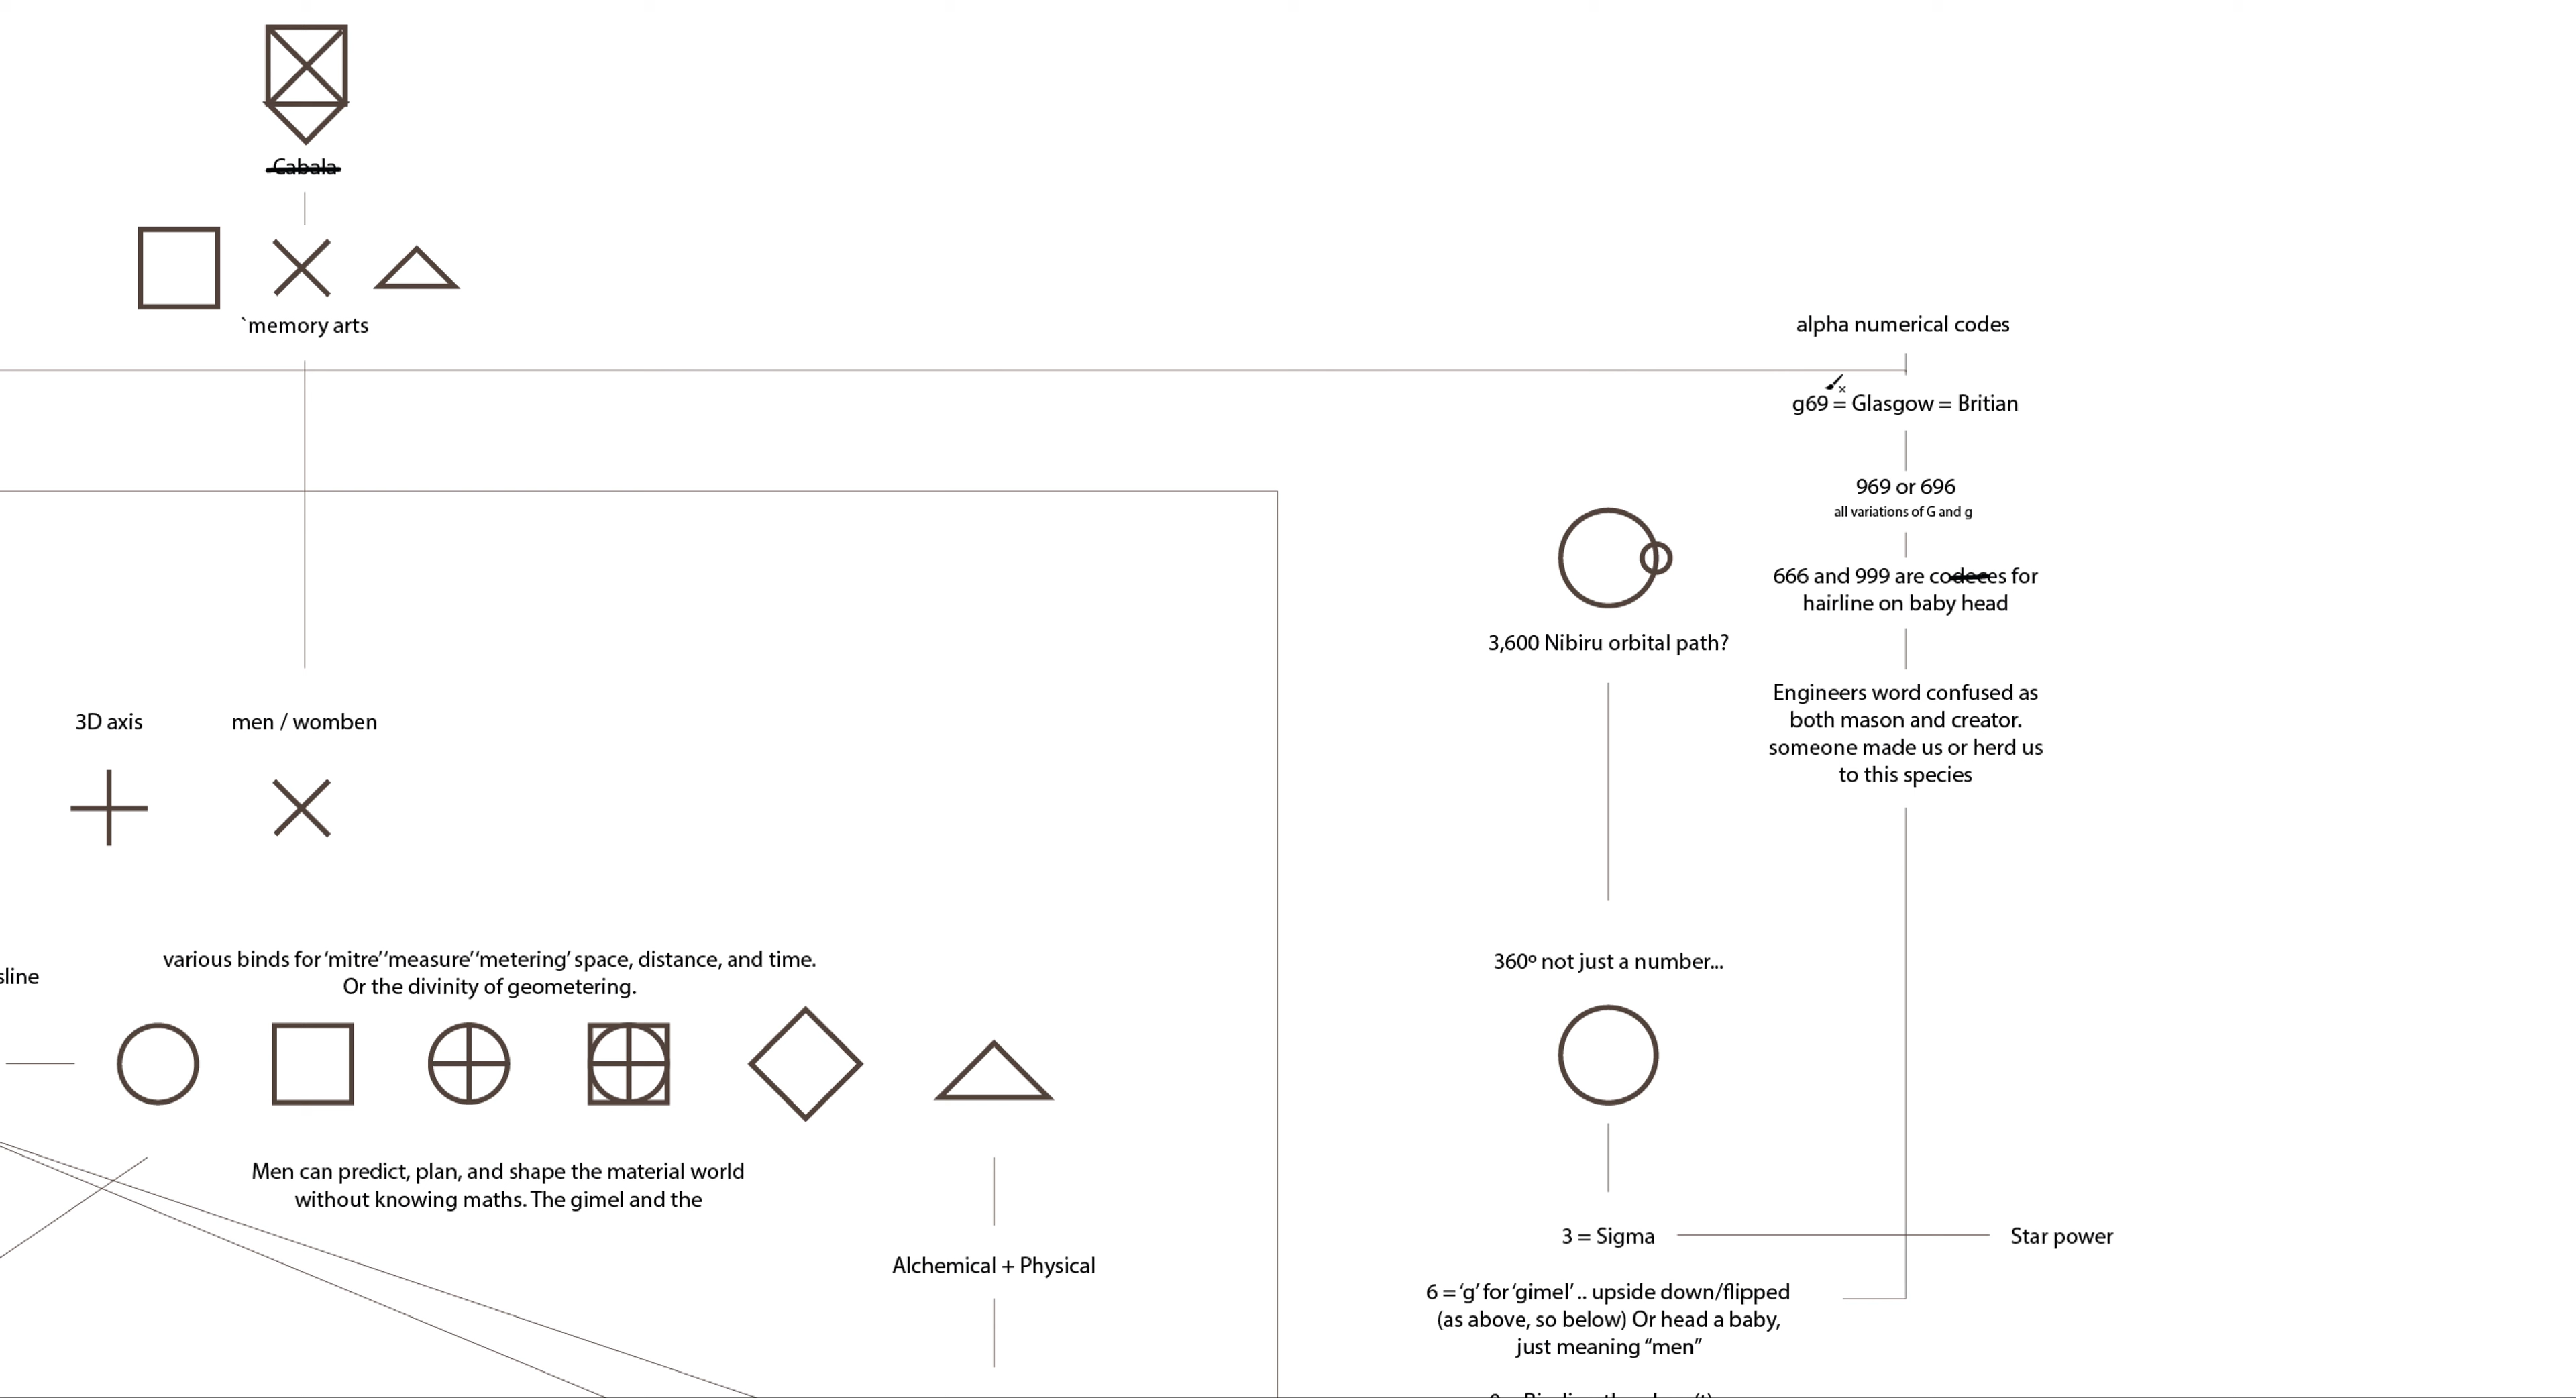 Cabala
`memory arts
alpha numerical codes
g69 = Glasgow = Britian
969 or 696
all variations of G and g
666 and 999 are codeces for
hairline on baby head
3,600 Nibiru orbital path?
Engineers word confused as
both mason and creator.
someone made us or herd us
to this species
3D axis
men / womben
various binds for ‘mitre’ ‘measure’ ‘metering’ space, distance, and time.
Or the divinity of geometering.
sline
360º not just a number...
Men can predict, plan, and shape the material world
without knowing maths. The gimel and the
Alchemical + Physical
3 = Sigma
Star power
6 = ‘g’ for ‘gimel’ .. upside down/flipped
(as above, so below) Or head a baby,
just meaning “men”